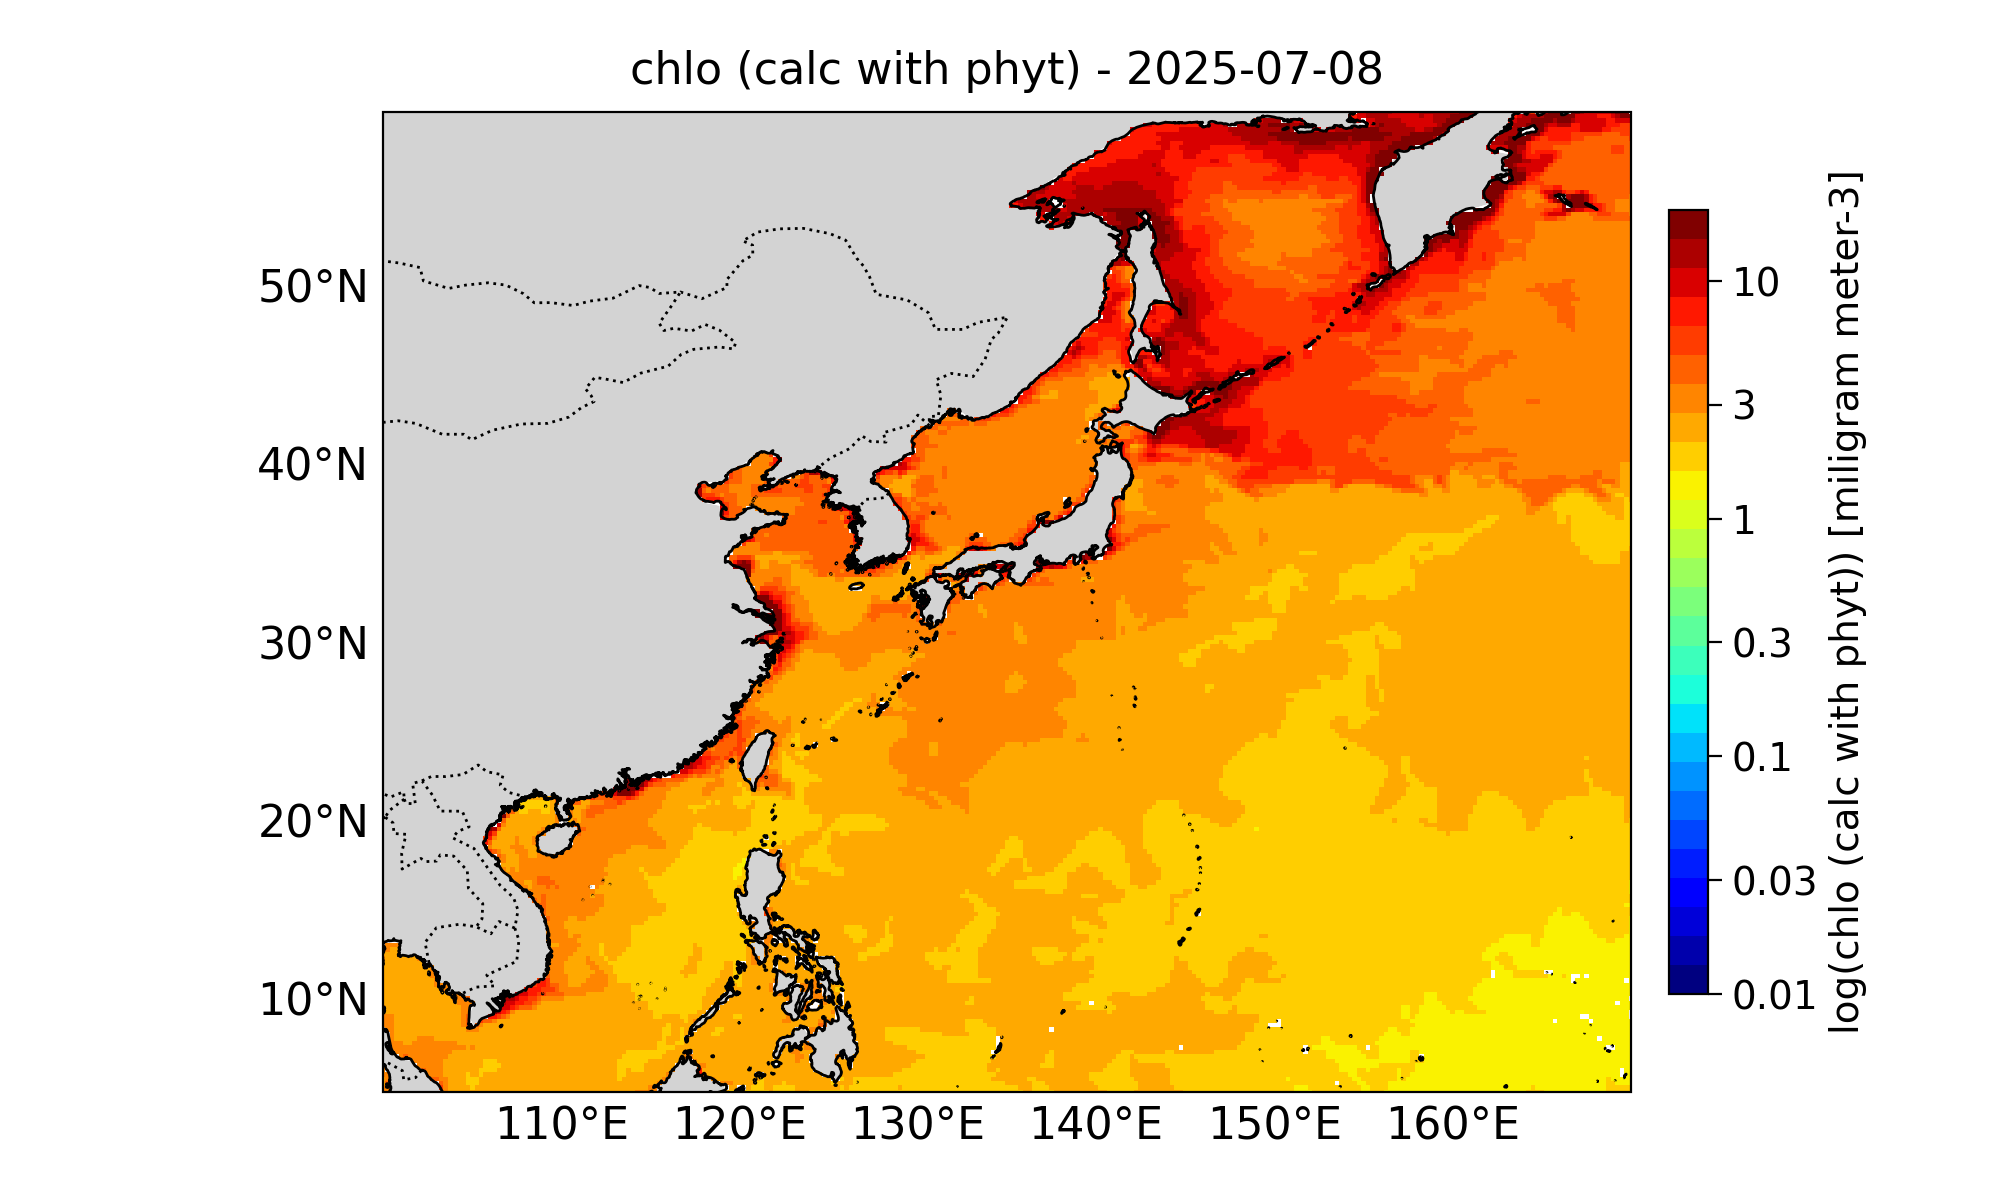 chlo (calc with phyt) - 2025-07-08
50°N
40°N
30°N
20°N
10°N
110°E 120°E 130°E 140°E 150°E 160°E
10
3
1
0.3
0.1
0.03
0.01
log(chlo (calc with phyt)) [miligram meter-3]